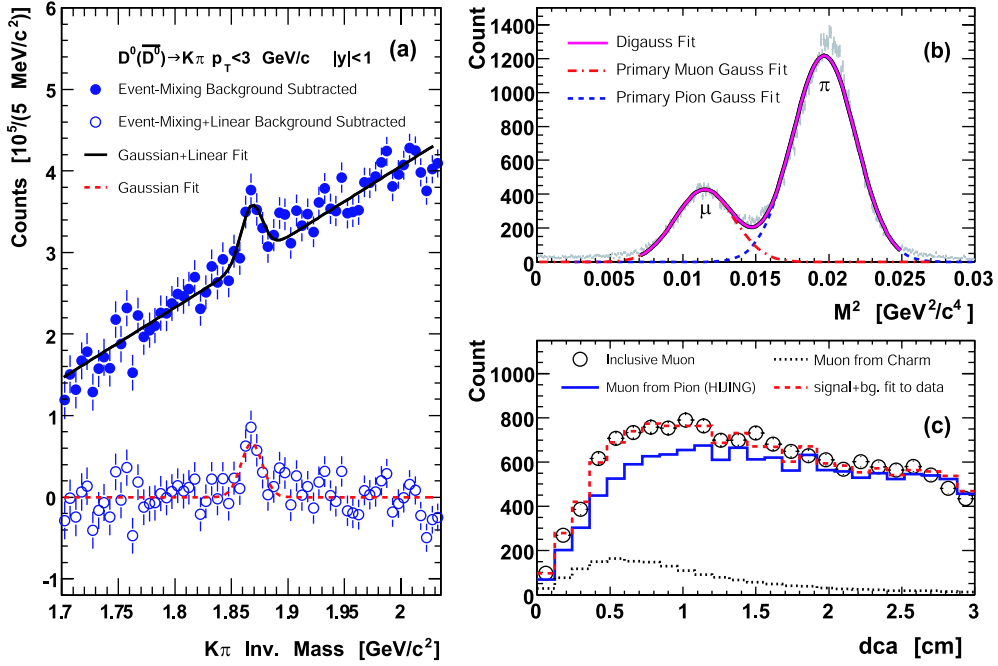 (a)
D⁰(D̄⁰)→Kπ p_T<3 GeV/c |y|<1
Event-Mixing Background Subtracted
Event-Mixing+Linear Background Subtracted
Gaussian+Linear Fit
Gaussian Fit
Counts [10⁵/(5 MeV/c²)]
6
5
4
3
2
1
0
-1
1.7 1.75 1.8 1.85 1.9 1.95 2
Kπ Inv. Mass [GeV/c²]
(b)
Digauss Fit
Primary Muon Gauss Fit
Primary Pion Gauss Fit
μ
π
Count
1400
1200
1000
800
600
400
200
0
0 0.005 0.01 0.015 0.02 0.025 0.03
M² [GeV²/c⁴]
Inclusive Muon
Muon from Charm
Muon from Pion (HIJING)
signal+bg. fit to data
(c)
Count
1000
800
600
400
200
0
0 0.5 1 1.5 2 2.5 3
dca [cm]